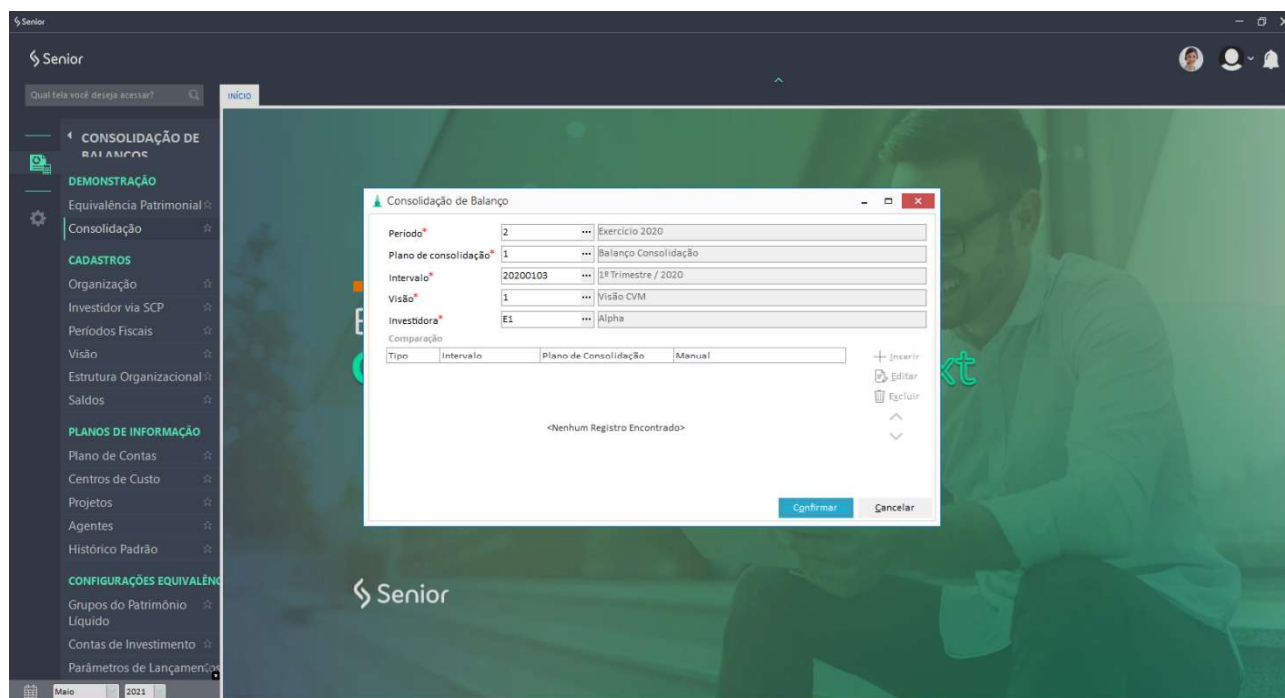 Senior
Senior
Qual tela você deseja acessar?
INÍCIO
CONSOLIDAÇÃO DE
BALANÇOS
DEMONSTRAÇÃO
Equivalência Patrimonial
Consolidação
CADASTROS
Organização
Investidor via SCP
Períodos Fiscais
Visão
Estrutura Organizacional
Saldos
PLANOS DE INFORMAÇÃO
Plano de Contas
Centros de Custo
Projetos
Agentes
Histórico Padrão
CONFIGURAÇÕES EQUIVALÊNC
Grupos do Patrimônio
Líquido
Contas de Investimento
Parâmetros de Lançamentos
Maio 2021
Consolidação de Balanço
Período* 2 ... Exercício 2020
Plano de consolidação* 1 ... Balanço Consolidação
Intervalo* 20200103 ... 1º Trimestre / 2020
Visão* 1 ... Visão CVM
Investidora* E1 ... Alpha
Comparação
Tipo Intervalo Plano de Consolidação Manual
Inserir
Editar
Excluir
<Nenhum Registro Encontrado>
Confirmar Cancelar
xt
Senior